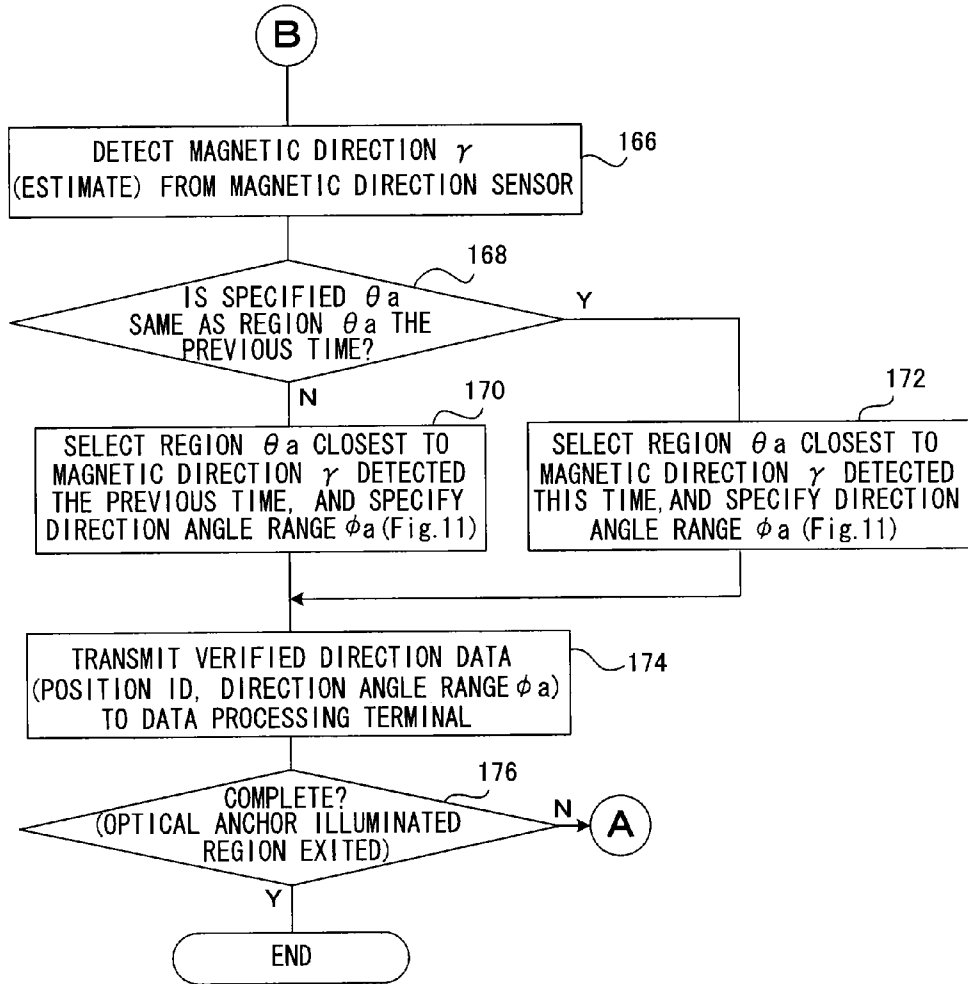 B
DETECT MAGNETIC DIRECTION γ
(ESTIMATE) FROM MAGNETIC DIRECTION SENSOR
166
168
IS SPECIFIED θa
SAME AS REGION θa THE
PREVIOUS TIME?
Y
N
170
SELECT REGION θa CLOSEST TO
MAGNETIC DIRECTION γ DETECTED
THE PREVIOUS TIME, AND SPECIFY
DIRECTION ANGLE RANGE φa (Fig.11)
172
SELECT REGION θa CLOSEST TO
MAGNETIC DIRECTION γ DETECTED
THIS TIME, AND SPECIFY DIRECTION
ANGLE RANGE φa (Fig.11)
TRANSMIT VERIFIED DIRECTION DATA
(POSITION ID, DIRECTION ANGLE RANGE φa)
TO DATA PROCESSING TERMINAL
174
176
COMPLETE?
(OPTICAL ANCHOR ILLUMINATED
REGION EXITED)
N
A
Y
END